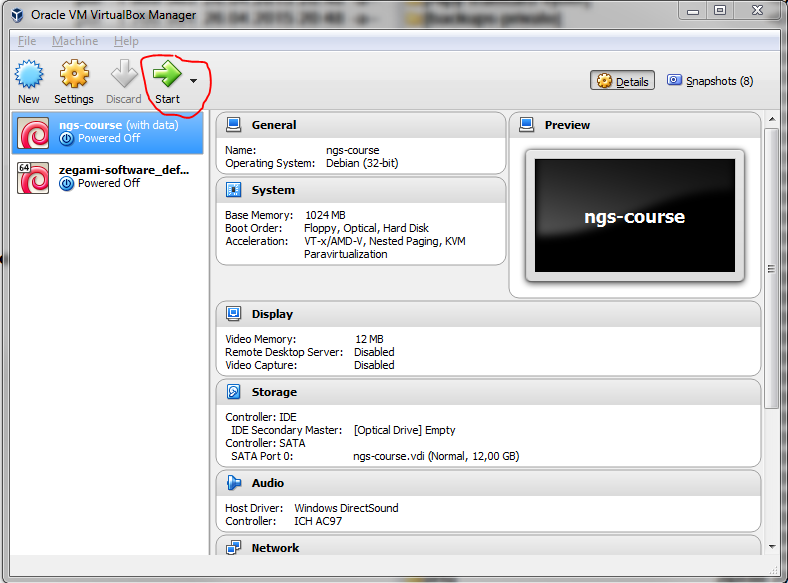 Oracle VM VirtualBox Manager
File Machine Help
New Settings Discard Start
Details Snapshots (8)
ngs-course (with data)
Powered Off
64
zegami-software_def...
Powered Off
General
Name: ngs-course
Operating System: Debian (32-bit)
Preview
ngs-course
System
Base Memory: 1024 MB
Boot Order: Floppy, Optical, Hard Disk
Acceleration: VT-x/AMD-V, Nested Paging, KVM
Paravirtualization
Display
Video Memory: 12 MB
Remote Desktop Server: Disabled
Video Capture: Disabled
Storage
Controller: IDE
IDE Secondary Master: [Optical Drive] Empty
Controller: SATA
SATA Port 0: ngs-course.vdi (Normal, 12,00 GB)
Audio
Host Driver: Windows DirectSound
Controller: ICH AC97
Network